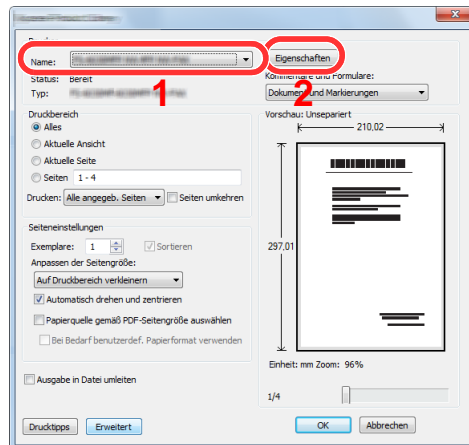 Drucker
Name:
Eigenschaften
Status: Bereit
1
2
Kommentare und Formulare:
Typ:
Dokument und Markierungen
Druckbereich
Vorschau: Unsepariert
Alles
210,02
Aktuelle Ansicht
Aktuelle Seite
Seiten 1 - 4
Drucken: Alle angegeb. Seiten Seiten umkehren
Seiteneinstellungen
Exemplare: 1 Sortieren
297,01
Anpassen der Seitengröße:
Auf Druckbereich verkleinern
Automatisch drehen und zentrieren
Papierquelle gemäß PDF-Seitengröße auswählen
Bei Bedarf benutzerdef. Papierformat verwenden
Einheit: mm Zoom: 96%
Ausgabe in Datei umleiten
1/4
Drucktipps Erweitert OK Abbrechen